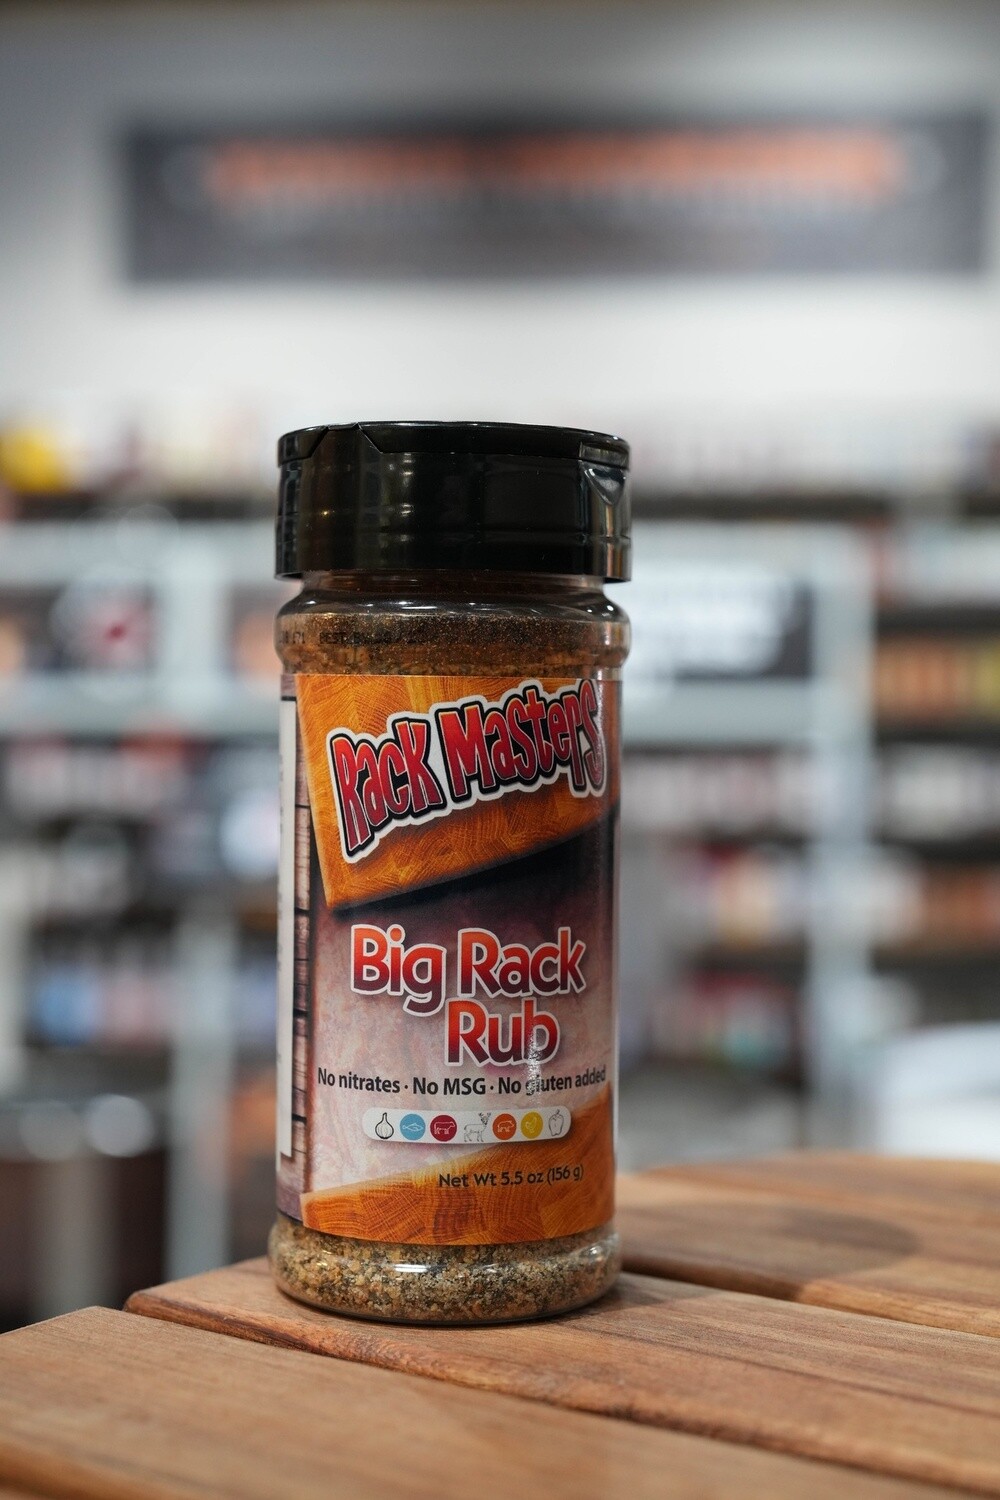 Rack Masters
Big Rack
Rub
No nitrates · No MSG · No gluten added
Net Wt 5.5 oz (156 g)